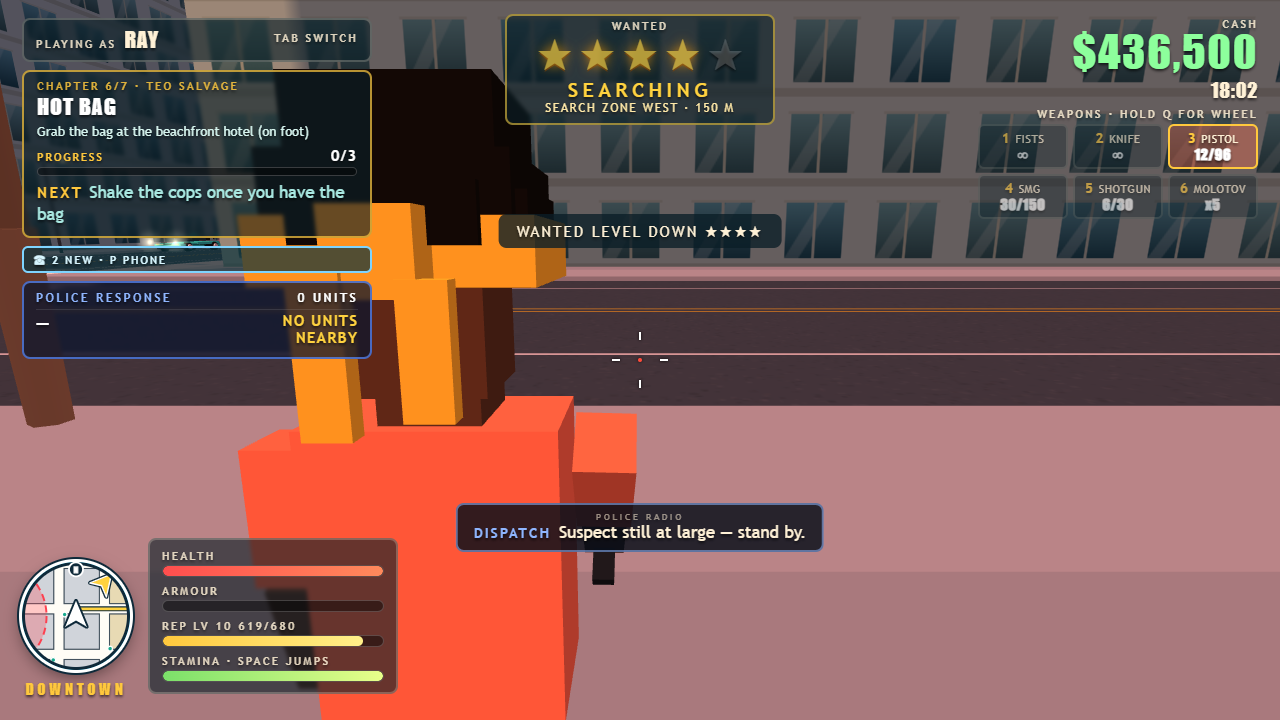 PLAYING AS RAY
TAB SWITCH
CHAPTER 6/7 · TEO SALVAGE
HOT BAG
Grab the bag at the beachfront hotel (on foot)
PROGRESS 0/3
NEXT Shake the cops once you have the
bag
☎ 2 NEW · P PHONE
POLICE RESPONSE 0 UNITS
— NO UNITS
NEARBY
WANTED
★★★★★
SEARCHING
SEARCH ZONE WEST · 150 M
WANTED LEVEL DOWN ★★★★
CASH
$436,500
18:02
WEAPONS · HOLD Q FOR WHEEL
1 FISTS
∞
2 KNIFE
∞
3 PISTOL
12/96
4 SMG
30/150
5 SHOTGUN
6/30
6 MOLOTOV
x5
POLICE RADIO
DISPATCH Suspect still at large — stand by.
HEALTH
ARMOUR
REP LV 10 619/680
STAMINA · SPACE JUMPS
N
DOWNTOWN